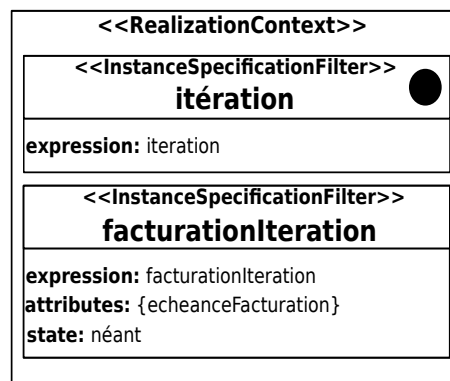 <<RealizationContext>>
<<InstanceSpecificationFilter>>
itération
expression: iteration
<<InstanceSpecificationFilter>>
facturationIteration
expression: facturationIteration
attributes: {echeanceFacturation}
state: néant